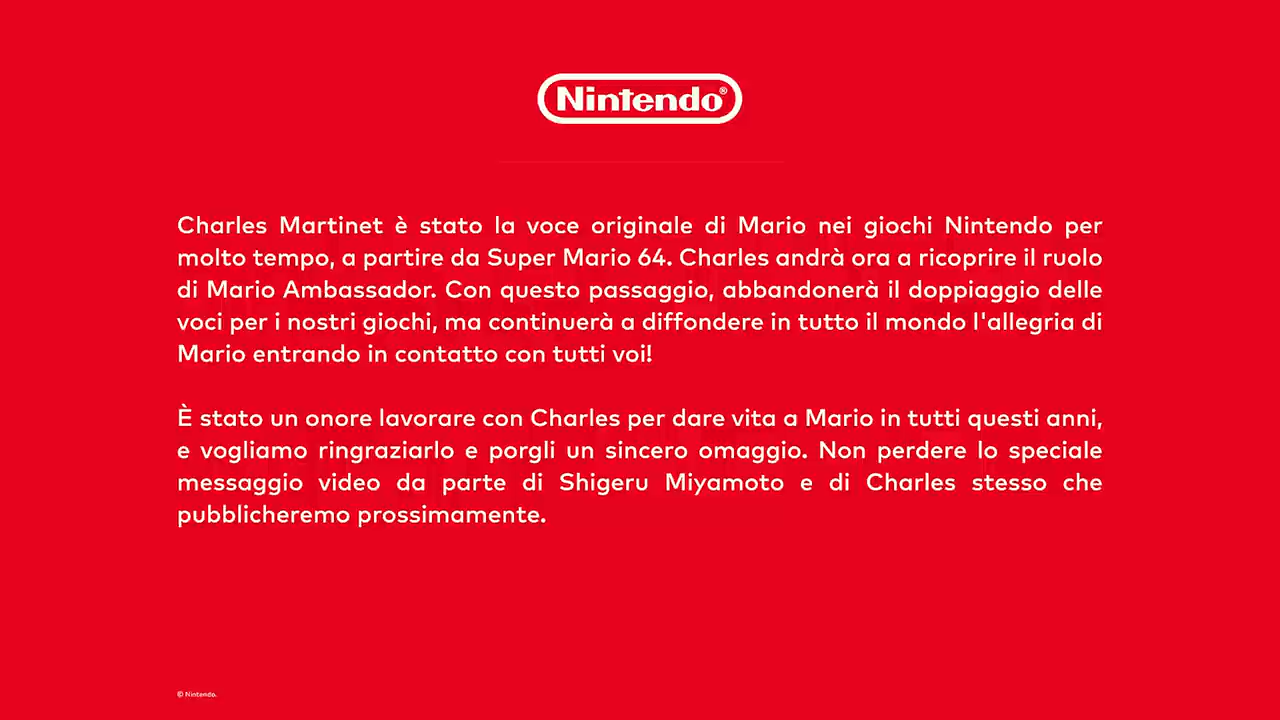 Nintendo®
Charles Martinet è stato la voce originale di Mario nei giochi Nintendo per
molto tempo, a partire da Super Mario 64. Charles andrà ora a ricoprire il ruolo
di Mario Ambassador. Con questo passaggio, abbandonerà il doppiaggio delle
voci per i nostri giochi, ma continuerà a diffondere in tutto il mondo l'allegria di
Mario entrando in contatto con tutti voi!
È stato un onore lavorare con Charles per dare vita a Mario in tutti questi anni,
e vogliamo ringraziarlo e porgli un sincero omaggio. Non perdere lo speciale
messaggio video da parte di Shigeru Miyamoto e di Charles stesso che
pubblicheremo prossimamente.
© Nintendo.